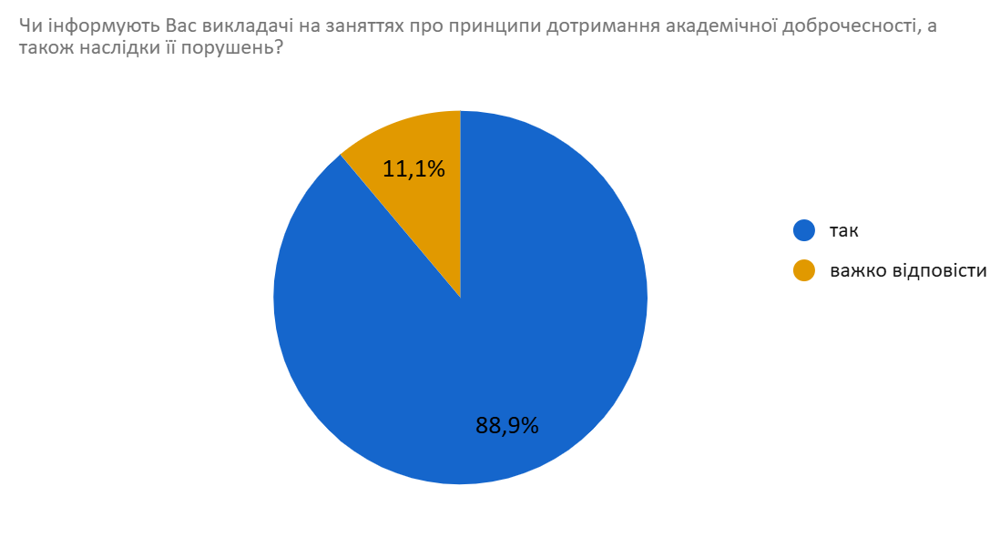 Чи інформують Вас викладачі на заняттях про принципи дотримання академічної доброчесності, а
також наслідки її порушень?
11,1%
88,9%
так
важко відповісти